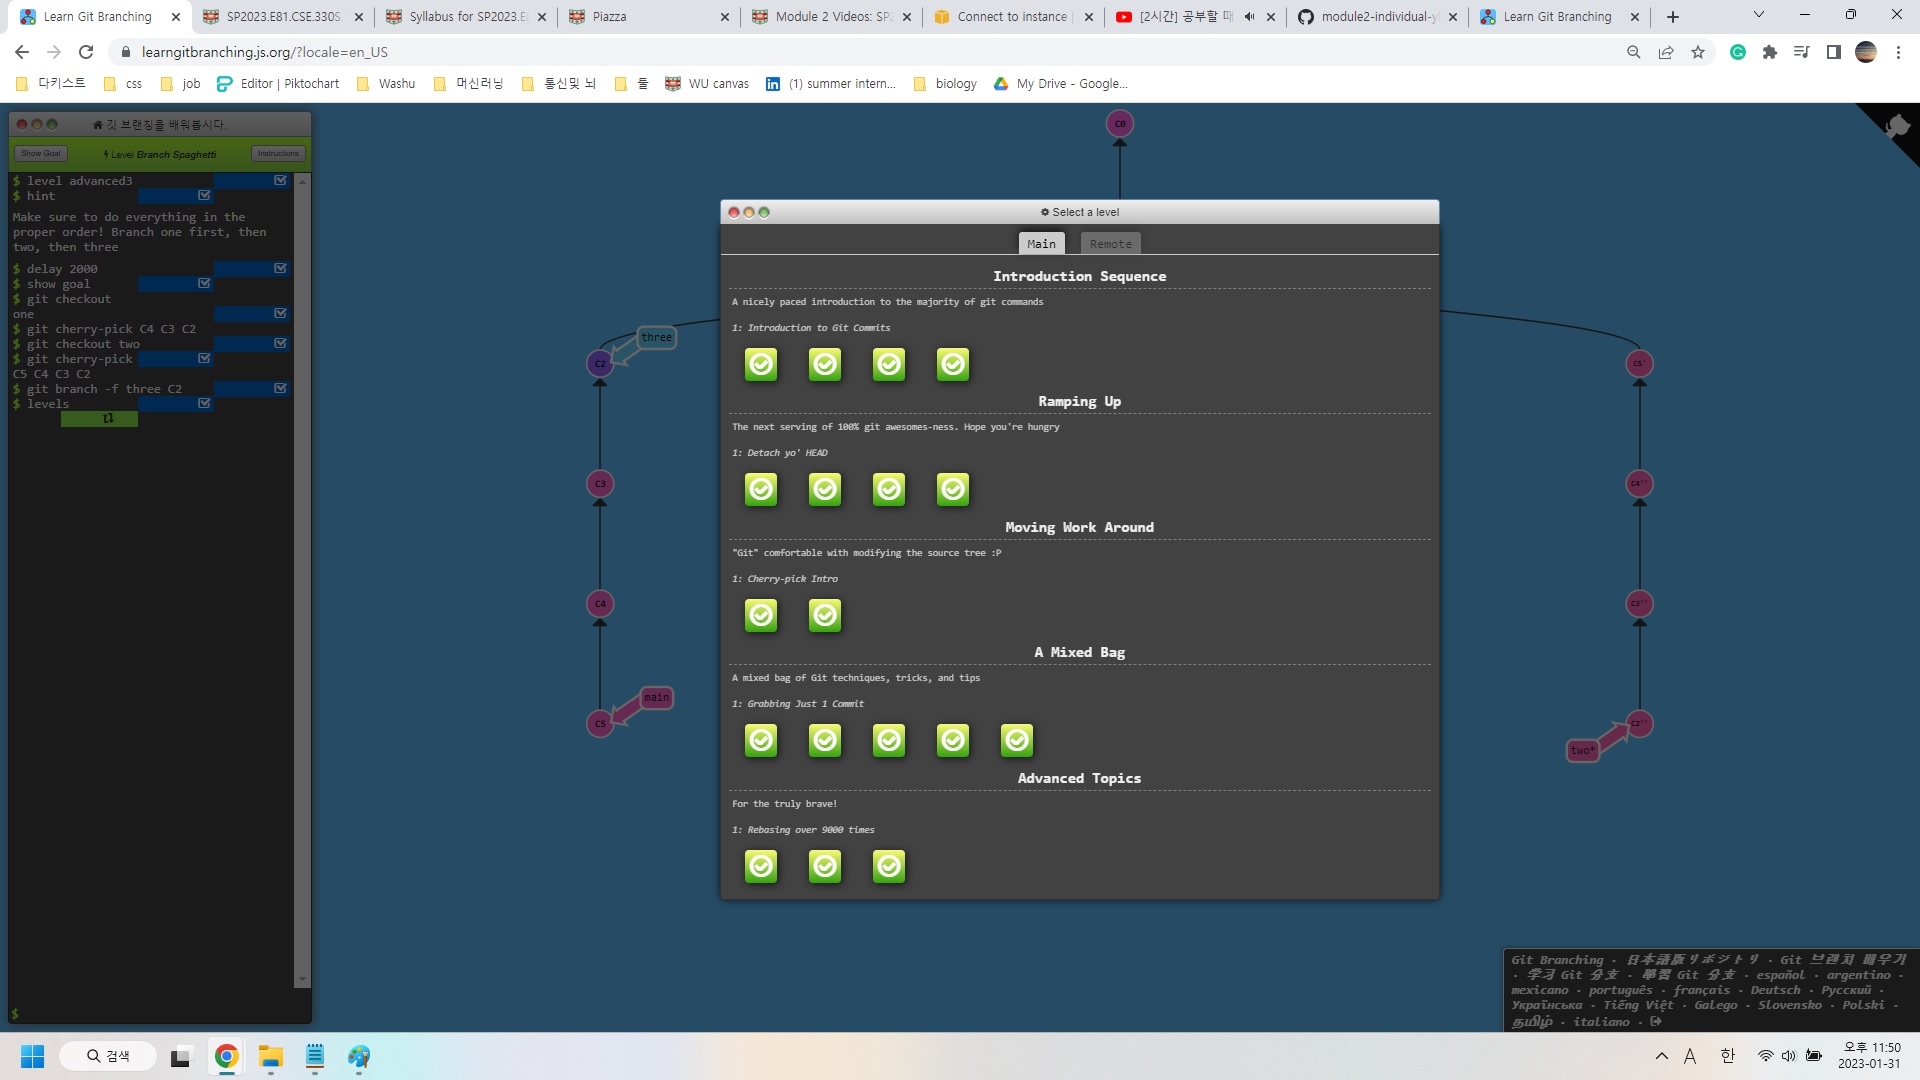 Learn Git Branching
SP2023.E81.CSE.330S.
Syllabus for SP2023.E
Piazza
Module 2 Videos: SP2
Connect to instance
[2시간] 공부할 때
module2-individual-y
Learn Git Branching
learngitbranching.js.org/?locale=en_US
다키스트
css
job
Editor | Piktochart
Washu
머신러닝
통신및 뇌
툴
WU canvas
(1) summer intern...
biology
My Drive - Google...
깃 브랜칭을 배워봅시다.
Show Goal
Level Branch Spaghetti
Instructions
$ level advanced3
$ hint
Make sure to do everything in the
proper order! Branch one first, then
two, then three
$ delay 2000
$ show goal
$ git checkout
one
$ git cherry-pick C4 C3 C2
$ git checkout two
$ git cherry-pick
C5 C4 C3 C2
$ git branch -f three C2
$ levels
$
C0
three
C2
C3
C4
main
C5
Select a level
Main
Remote
Introduction Sequence
A nicely paced introduction to the majority of git commands
1: Introduction to Git Commits
Ramping Up
The next serving of 100% git awesomes-ness. Hope you're hungry
1: Detach yo' HEAD
Moving Work Around
"Git" comfortable with modifying the source tree :P
1: Cherry-pick Intro
A Mixed Bag
A mixed bag of Git techniques, tricks, and tips
1: Grabbing Just 1 Commit
Advanced Topics
For the truly brave!
1: Rebasing over 9000 times
C5'
C4''
C3''
C2''
two*
Git Branching - 日本語版リポジトリ - Git 브랜치 배우기
- 学习 Git 分支 - 學習 Git 分支 - español - argentino -
mexicano - português - français - Deutsch - Русский -
Українська - Tiếng Việt - Galego - Slovensko - Polski -
தமிழ் - italiano -
검색
A
한
오후 11:50
2023-01-31